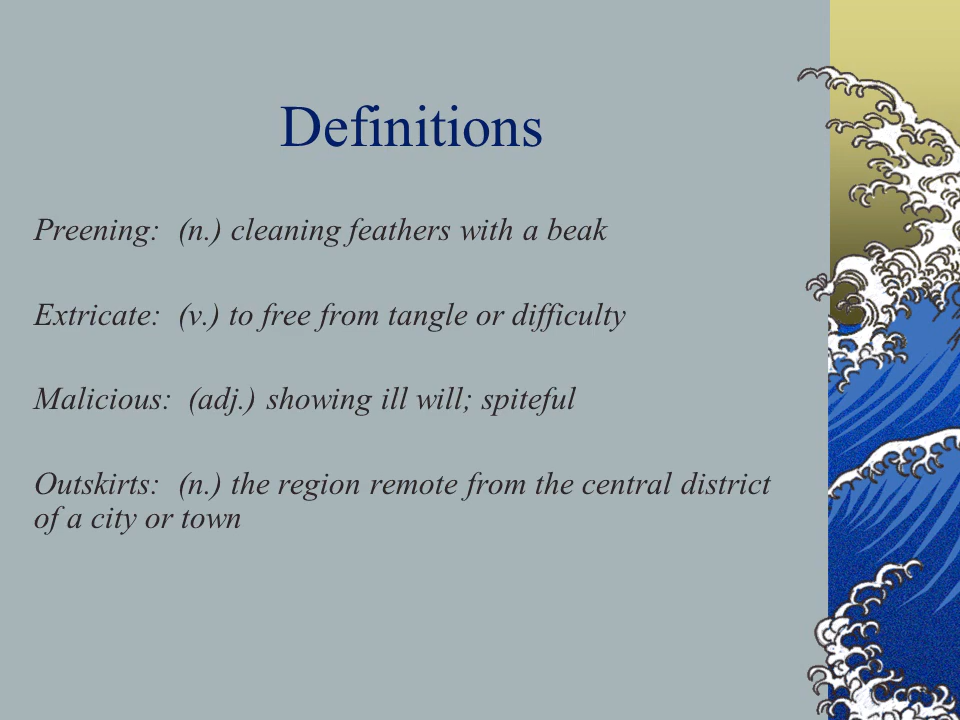 Definitions
Preening: (n.) cleaning feathers with a beak
Extricate: (v.) to free from tangle or difficulty
Malicious: (adj.) showing ill will; spiteful
Outskirts: (n.) the region remote from the central district
of a city or town